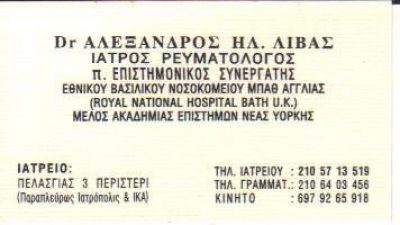 Dr ΑΛΕΞΑΝΔΡΟΣ ΗΛ. ΛΙΒΑΣ
ΙΑΤΡΟΣ ΡΕΥΜΑΤΟΛΟΓΟΣ
π. ΕΠΙΣΤΗΜΟΝΙΚΟΣ ΣΥΝΕΡΓΑΤΗΣ
ΕΘΝΙΚΟΥ ΒΑΣΙΛΙΚΟΥ ΝΟΣΟΚΟΜΕΙΟΥ ΜΠΑΘ ΑΓΓΛΙΑΣ
(ROYAL NATIONAL HOSPITAL BATH U.K.)
ΜΕΛΟΣ ΑΚΑΔΗΜΙΑΣ ΕΠΙΣΤΗΜΩΝ ΝΕΑΣ ΥΟΡΚΗΣ
ΙΑΤΡΕΙΟ:
ΠΕΛΑΣΓΙΑΣ 3 ΠΕΡΙΣΤΕΡΙ
(Παραπλεύρως Ιατρόπολις & ΙΚΑ)
ΤΗΛ. ΙΑΤΡΕΙΟΥ : 210 57 13 519
ΤΗΛ. ΓΡΑΜΜΑΤ.: 210 64 03 456
ΚΙΝΗΤΟ : 697 92 65 918